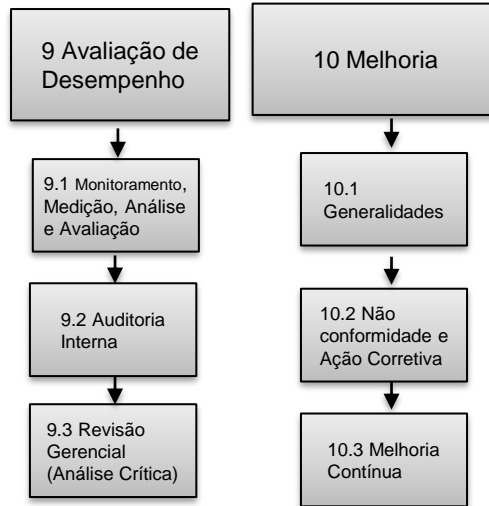 9 Avaliação de
Desempenho
9.1 Monitoramento,
Medição, Análise
e Avaliação
9.2 Auditoria
Interna
9.3 Revisão
Gerencial
(Análise Crítica)
10 Melhoria
10.1
Generalidades
10.2 Não
conformidade e
Ação Corretiva
10.3 Melhoria
Contínua